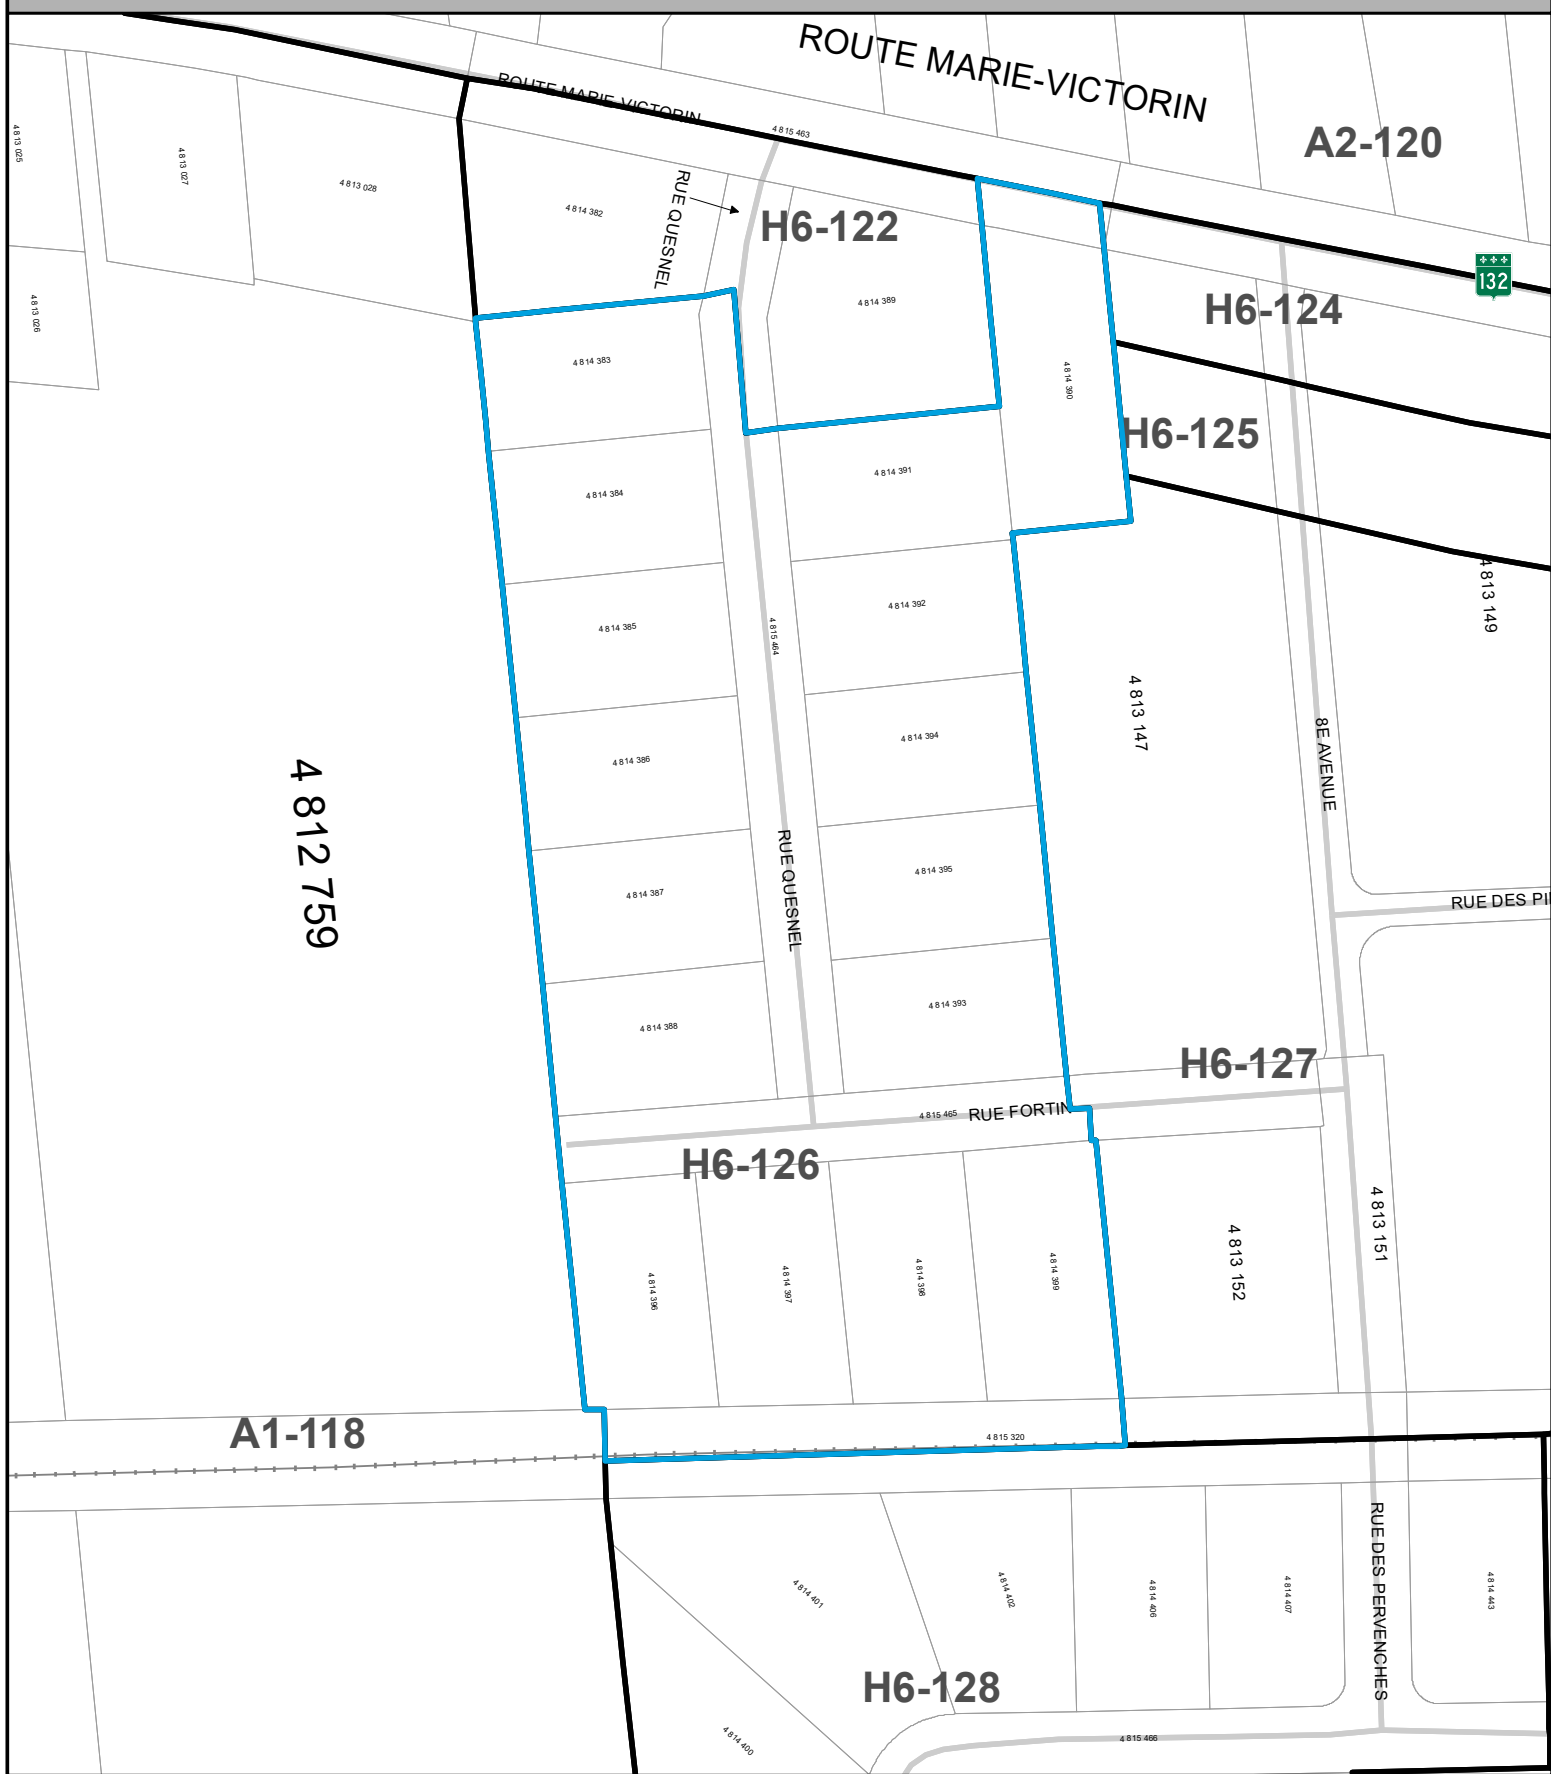 ROUTE MARIE-VICTORIN
ROUTE MARIE-VICTORIN
4 815 463
A2-120
4 813 025
4 813 027
4 813 028
4 814 382
RUE QUESNEL
H6-122
132
4 813 026
4 814 389
H6-124
4 814 383
4 814 390
H6-125
4 814 391
4 814 384
4 813 149
4 814 392
4 814 385
4 815 464
4 813 147
4 814 394
4 814 386
8E AVENUE
4 812 759
RUE QUESNEL
4 814 395
4 814 387
RUE DES PI
4 814 393
4 814 388
H6-127
4 815 465
RUE FORTIN
H6-126
4 813 151
4 813 152
4 814 396
4 814 397
4 814 398
4 814 399
A1-118
4 815 320
RUE DES PERVENCHES
4 814 401
4 814 402
4 814 406
4 814 407
4 814 443
H6-128
4 814 400
4 815 466